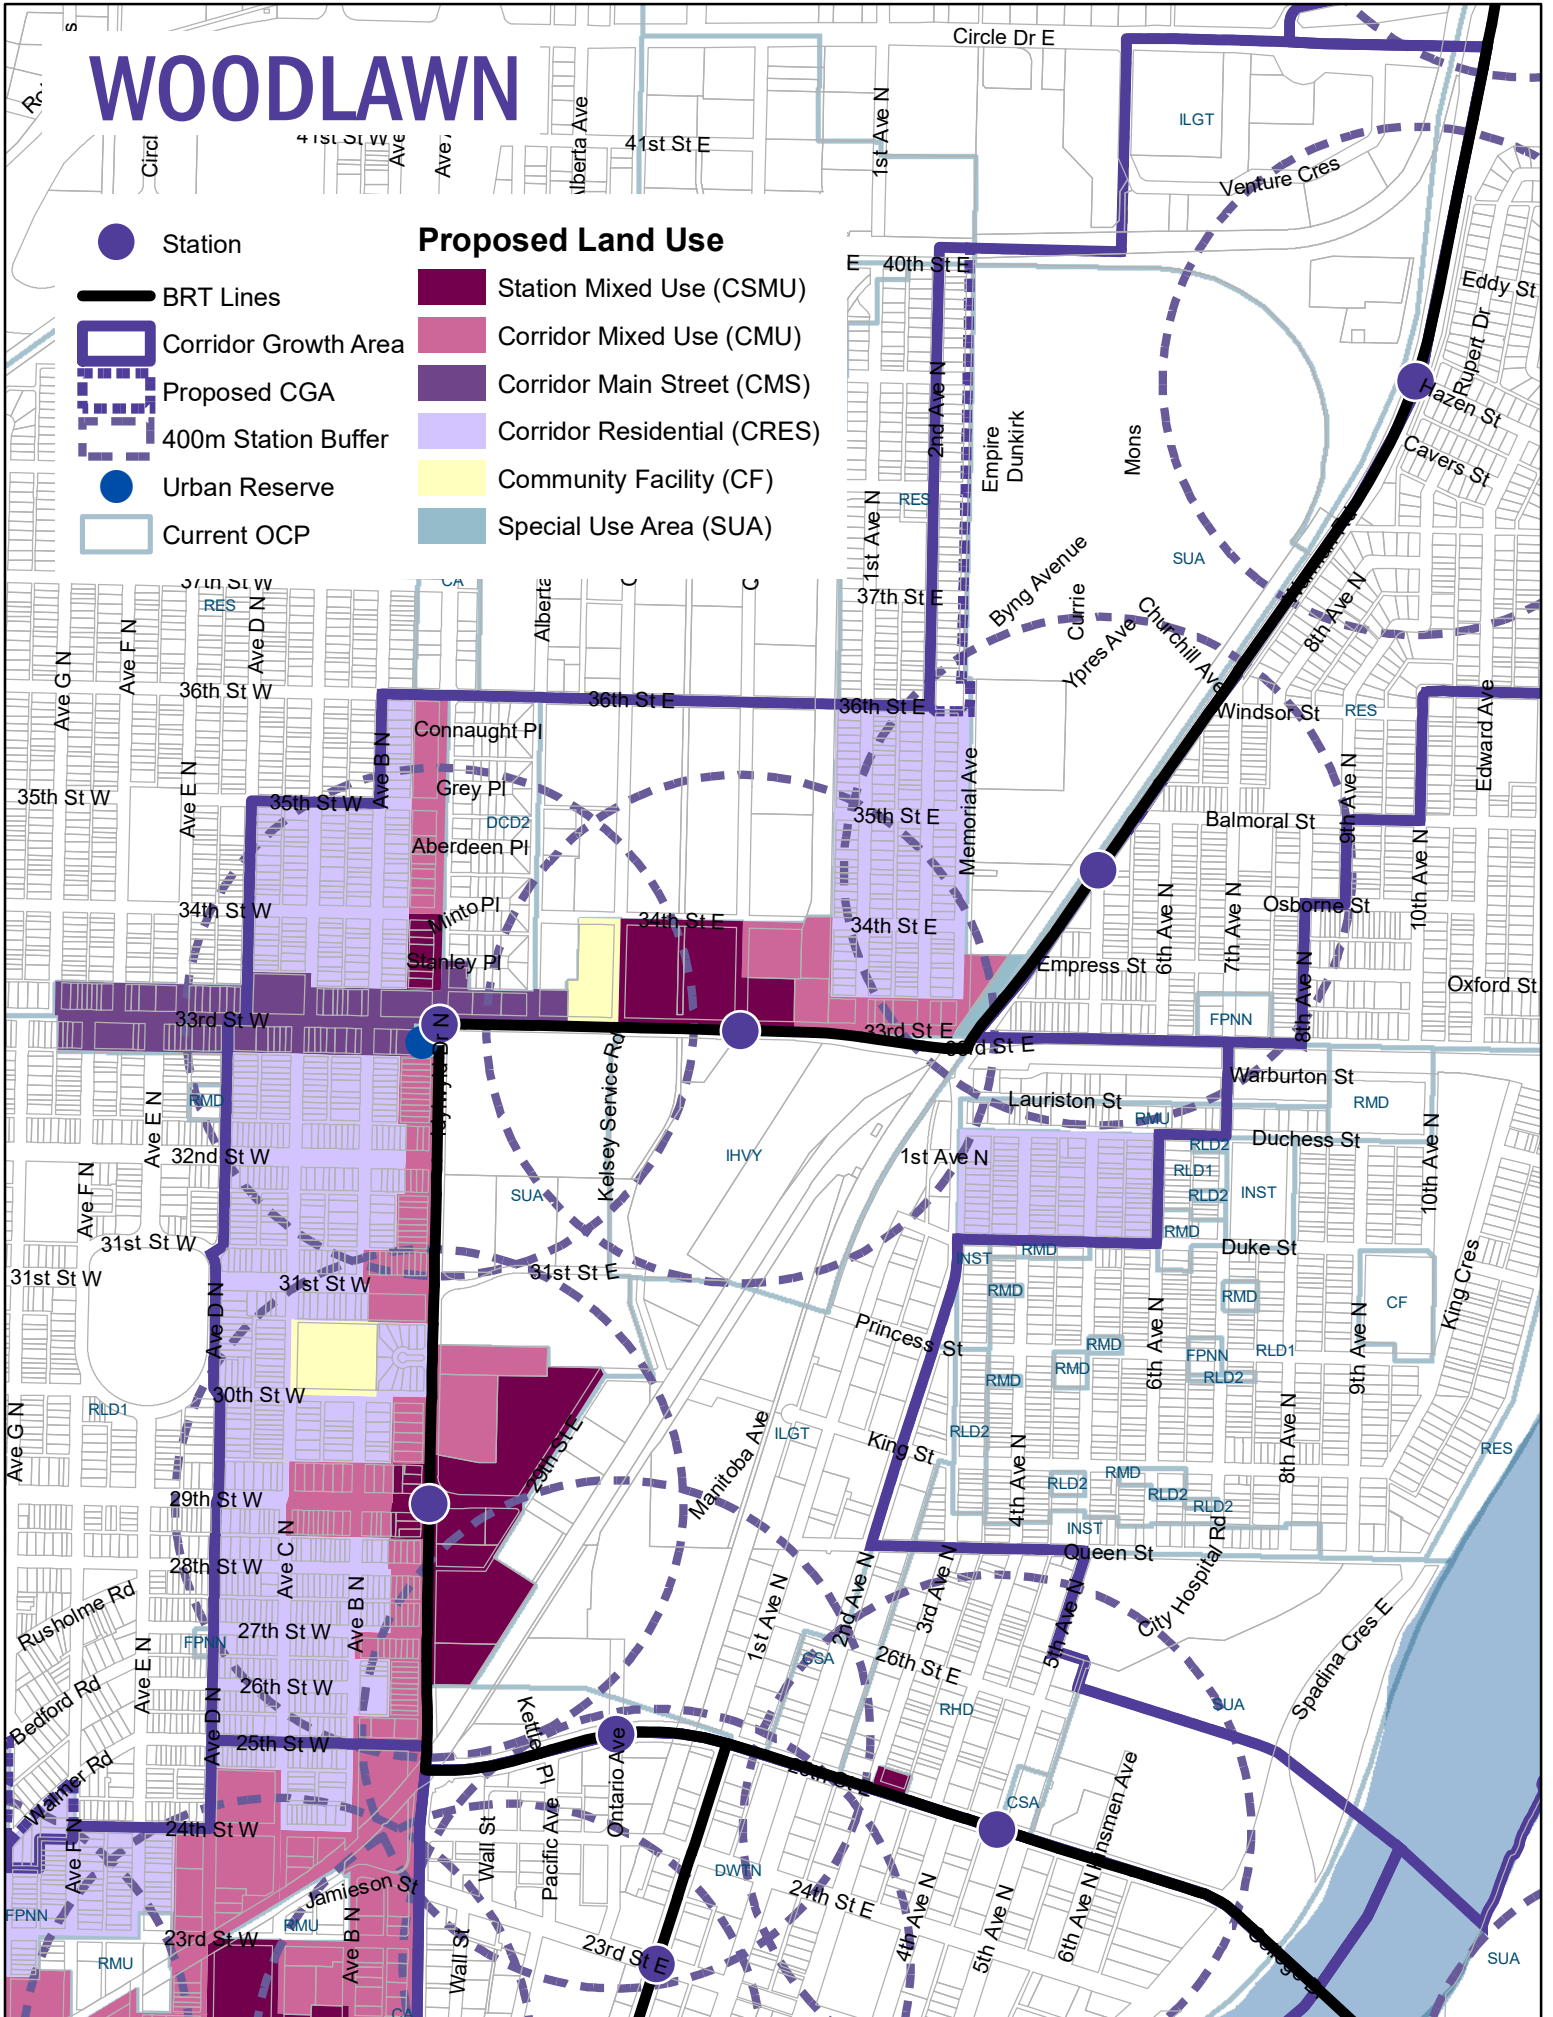 WOODLAWN
Circle Dr E
41st St E
Alberta Ave
1st Ave N
ILGT
Venture Cres
Station
BRT Lines
Corridor Growth Area
Proposed CGA
400m Station Buffer
Urban Reserve
Current OCP
Proposed Land Use
Station Mixed Use (CSMU)
Corridor Mixed Use (CMU)
Corridor Main Street (CMS)
Corridor Residential (CRES)
Community Facility (CF)
Special Use Area (SUA)
E
40th St E
Eddy St
Rupert Dr
Hazen St
Cavers St
2nd Ave N
Empire
Dunkirk
Mons
RES
1st Ave N
SUA
Byng Avenue
Currie
Ypres Ave
Churchill Ave
8th Ave N
37th St W
CA
RES
37th St E
Alberta
Ave G N
Ave F N
Ave D N
36th St W
36th St E
36th St E
Windsor St
RES
Edward Ave
Connaught Pl
Ave B N
Grey Pl
DCD2
Aberdeen Pl
Minto Pl
Stanley Pl
35th St W
35th St W
Ave E N
35th St E
Memorial Ave
Balmoral St
9th Ave N
10th Ave N
34th St W
34th St E
34th St E
Osborne St
6th Ave N
7th Ave N
8th Ave N
Empress St
Oxford St
33rd St W
33rd St E
33rd St E
FPNN
Kelsey Service Rd
Warburton St
RMD
Lauriston St
RMU
RMD
Ave E N
32nd St W
Ave F N
IHVY
SUA
1st Ave N
RLD2
Duchess St
RLD1
RLD2
INST
RMD
10th Ave N
31st St W
31st St W
31st St W
31st St E
INST
RMD
Duke St
RMD
RMD
CF
King Cres
Ave D N
Princess St
RMD
RMD
RMD
6th Ave N
FPNN
RLD1
RLD2
9th Ave N
30th St W
RLD1
Ave G N
29th St E
Manitoba Ave
ILGT
King St
RLD2
4th Ave N
8th Ave N
RES
RLD2
RMD
RLD2
RLD2
INST
29th St W
Ave C N
28th St W
Ave B N
Queen St
City Hospital Rd
Rusholme Rd
FPNN
27th St W
Ave E N
26th St W
1st Ave N
2nd Ave N
3rd Ave N
5th Ave N
CSA
26th St E
RHD
SUA
Spadina Cres E
Bedford Rd
Ave D N
25th St W
Kettle Pl
Ontario Ave
Walmer Rd
24th St W
Ave F N
Wall St
Pacific Ave
CSA
Kinsmen Ave
DWTN
24th St E
4th Ave N
5th Ave N
6th Ave N
Jamieson St
FPNN
RMU
23rd St W
Ave B N
RMU
Wall St
23rd St E
SUA
CA